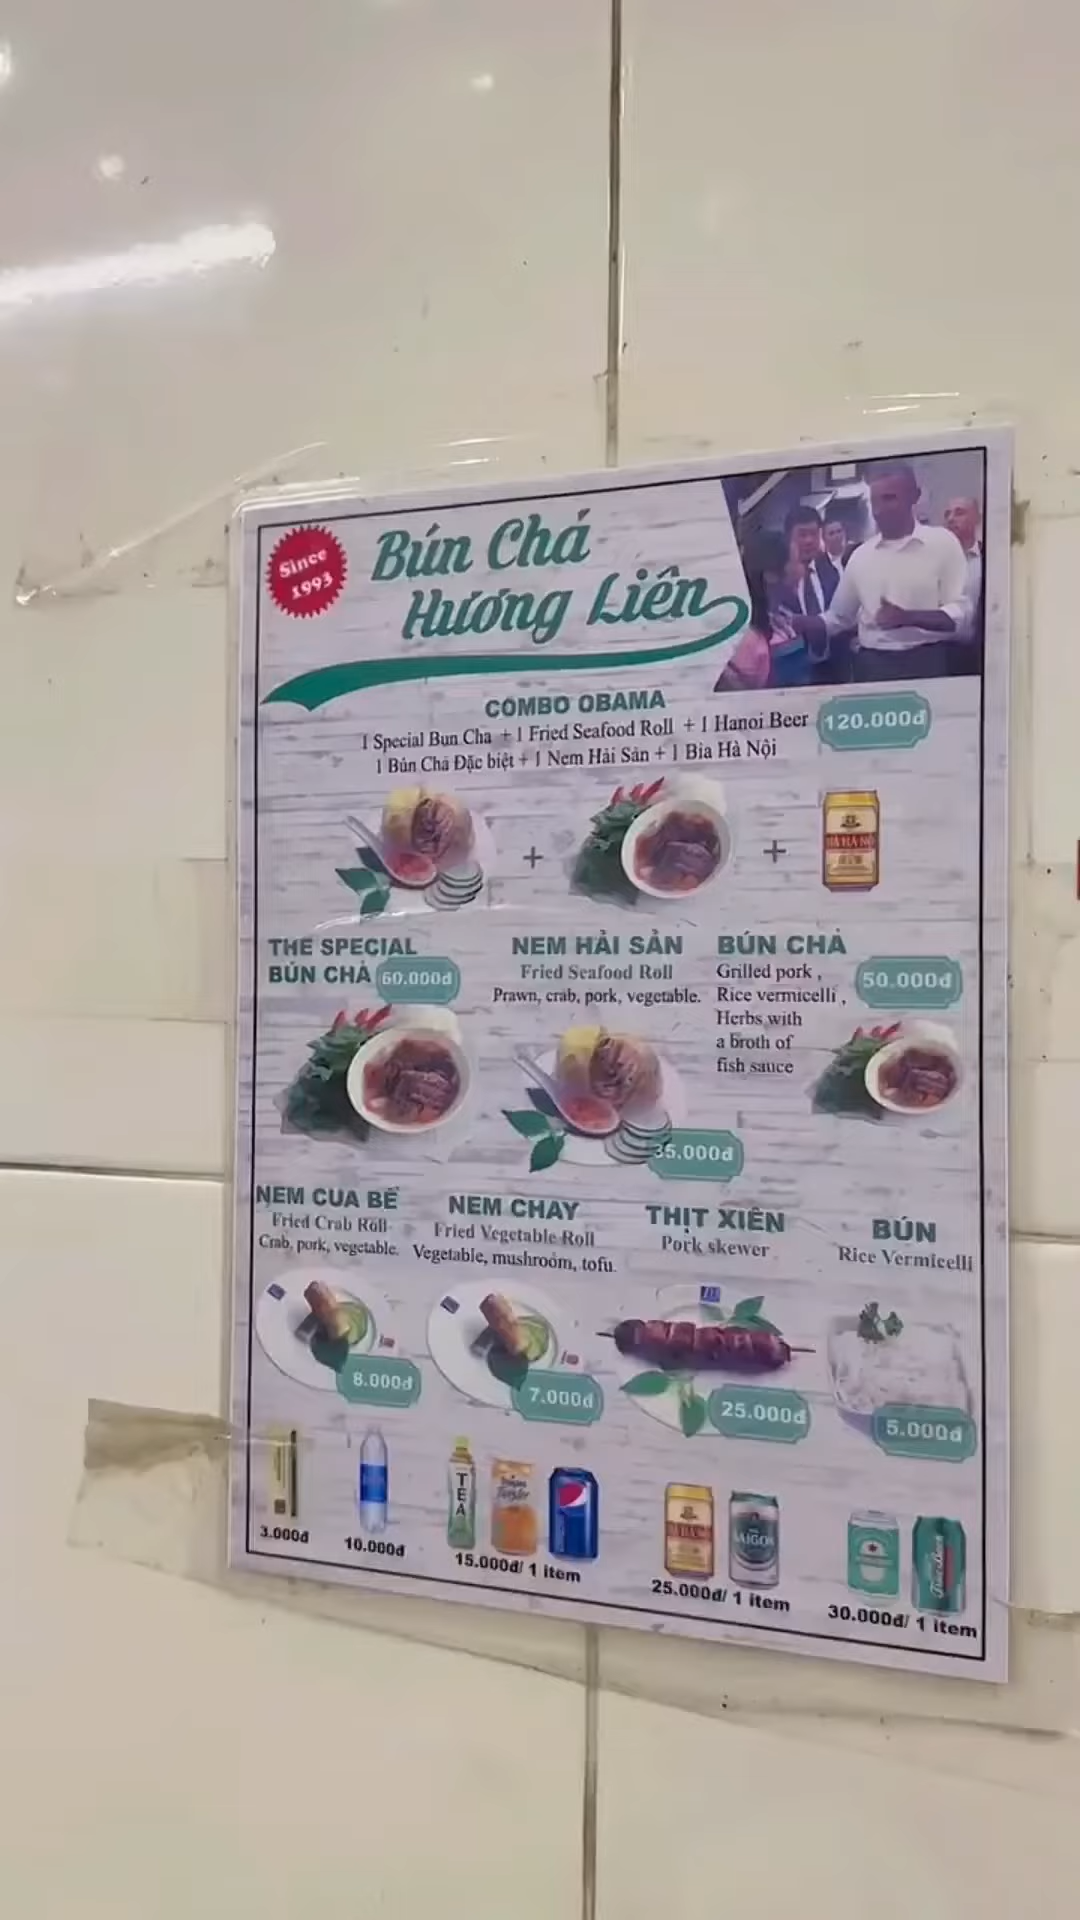 Since
1993
Bún Chả
Hương Liên
COMBO OBAMA
1 Special Bun Cha + 1 Fried Seafood Roll + 1 Hanoi Beer
120.000đ
1 Bún Chả Đặc biệt + 1 Nem Hải Sản + 1 Bia Hà Nội
+
+
THE SPECIAL
BÚN CHẢ 60.000đ
NEM HẢI SẢN
Fried Seafood Roll
Prawn, crab, pork, vegetable.
35.000đ
BÚN CHẢ
Grilled pork ,
Rice vermicelli ,
Herbs with
a broth of
fish sauce
50.000đ
NEM CUA BỂ
Fried Crab Roll
Crab, pork, vegetable.
8.000đ
NEM CHAY
Fried Vegetable Roll
Vegetable, mushroom, tofu.
7.000đ
THỊT XIÊN
Pork skewer
25.000đ
BÚN
Rice Vermicelli
5.000đ
3.000đ
10.000đ
TEA
15.000đ/ 1 item
SAIGON
25.000đ/ 1 item
30.000đ/ 1 item